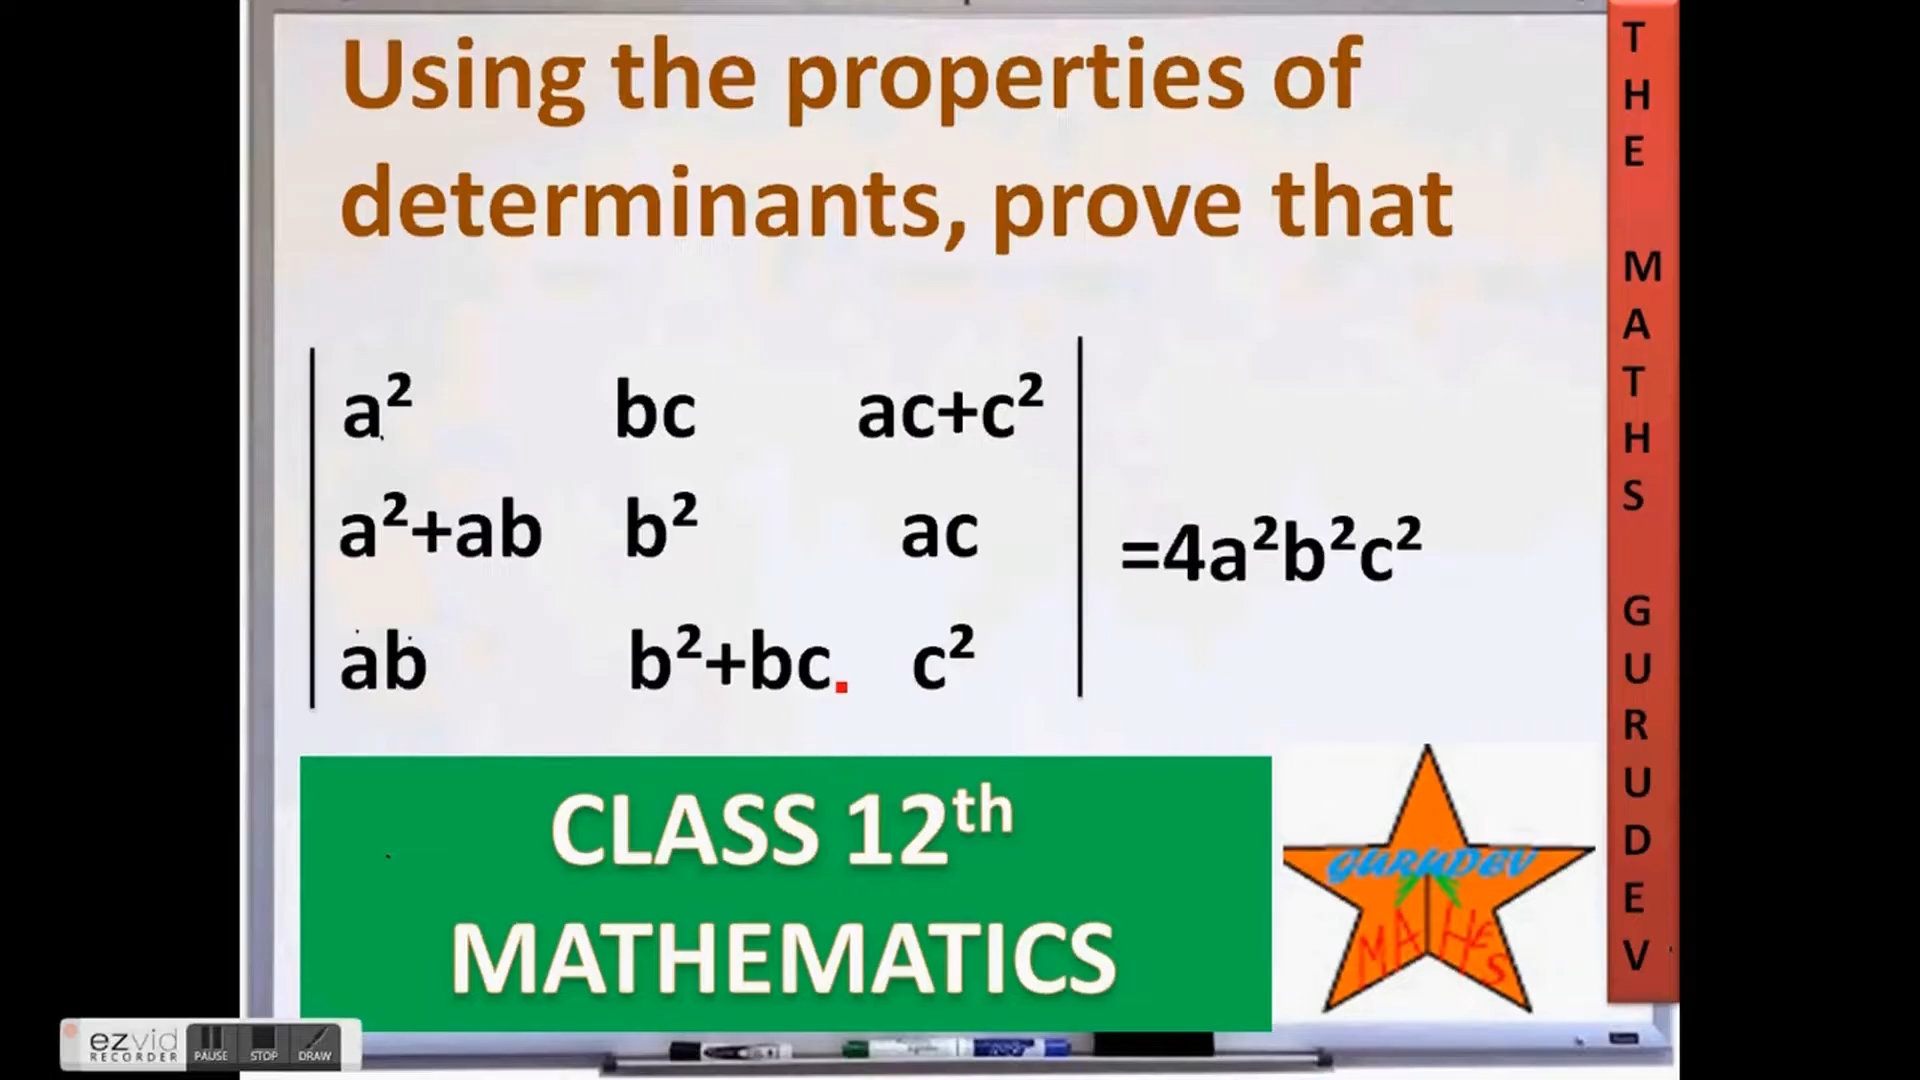 Using the properties of
determinants, prove that
a² bc ac+c²
a²+ab b² ac
=4a²b²c²
ab b²+bc. c²
CLASS 12th
MATHEMATICS
GURUDEV
MATHS
THE MATHS GURUDEV
ezvid
RECORDER
PAUSE STOP DRAW